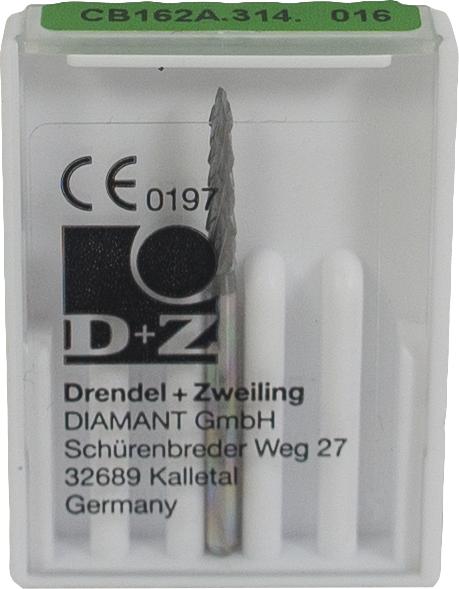 CB162A.314. 016
CE 0197
D+Z
Drendel + Zweiling
DIAMANT GmbH
Schürenbreder Weg 27
32689 Kalletal
Germany